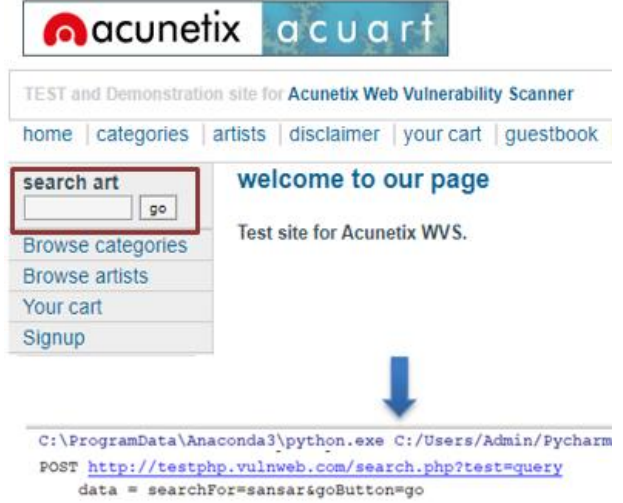 acunetix acuart
TEST and Demonstration site for Acunetix Web Vulnerability Scanner
home | categories | artists | disclaimer | your cart | guestbook |
search art
go
Browse categories
Browse artists
Your cart
Signup
welcome to our page
Test site for Acunetix WVS.
C:\ProgramData\Anaconda3\python.exe C:/Users/Admin/Pycharm
POST http://testphp.vulnweb.com/search.php?test=query
data = searchFor=sansar&goButton=go